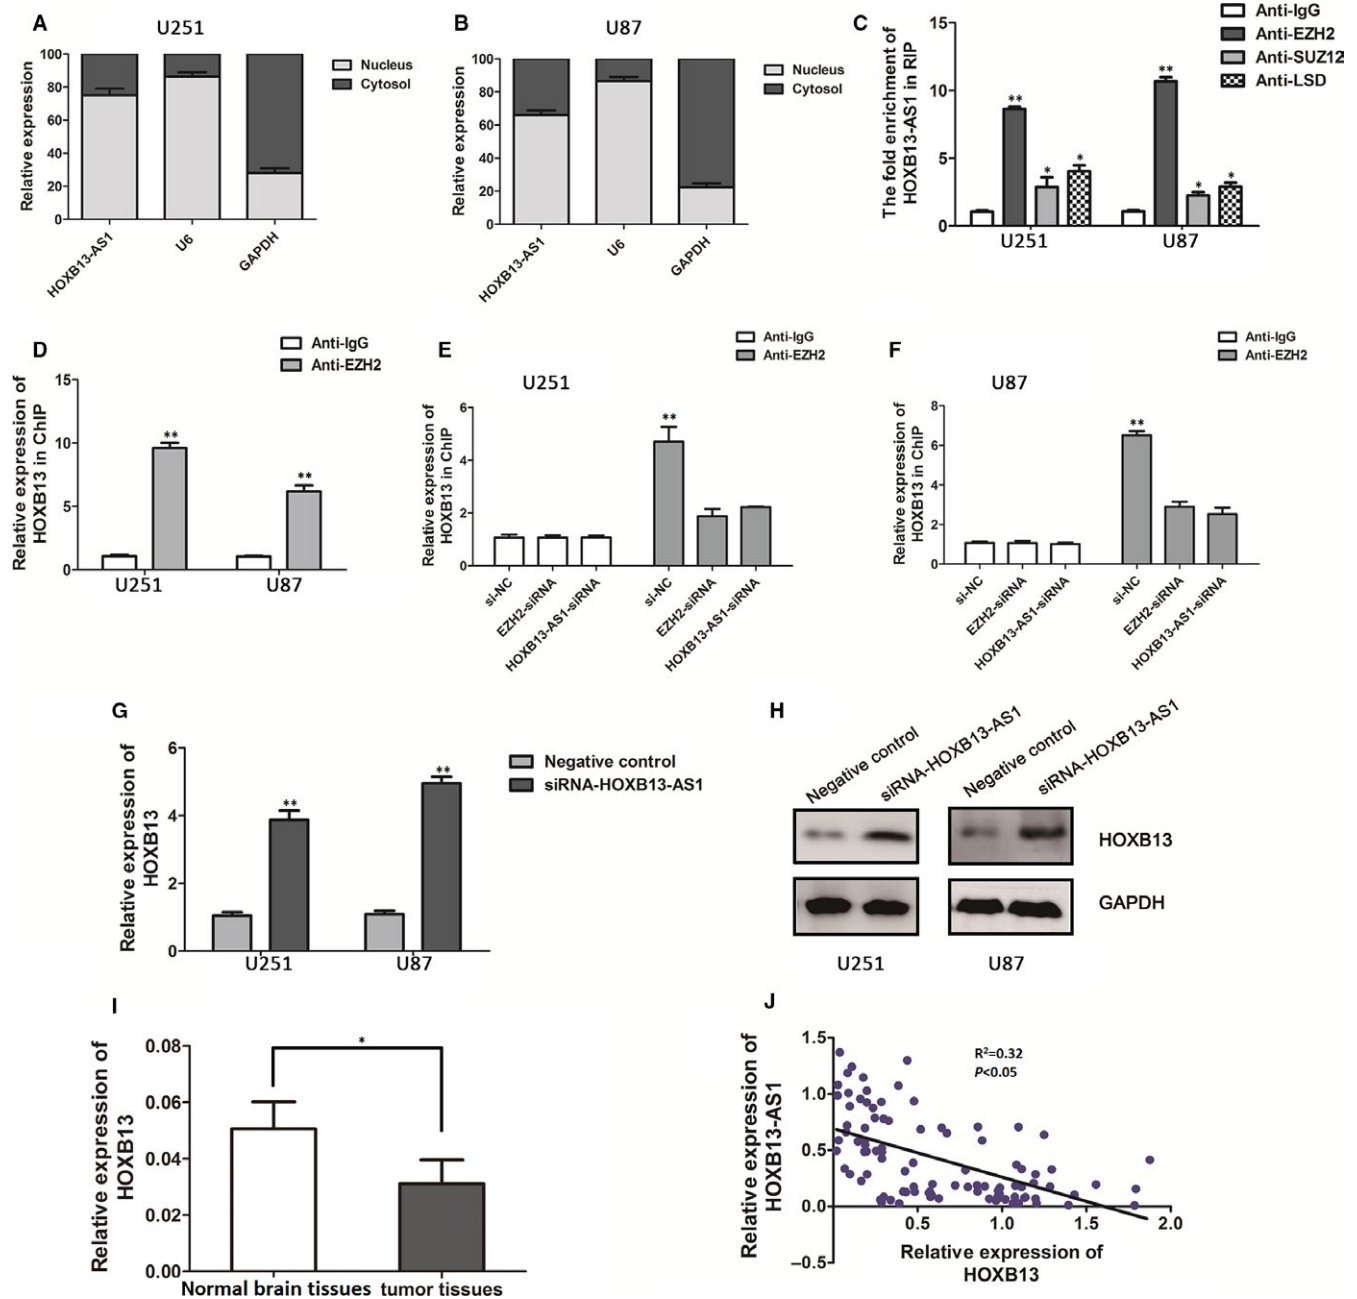 A
U251
Relative expression
100
80
60
40
20
0
HOXB13-AS1
U6
GAPDH
Nucleus
Cytosol
B
U87
Relative expression
100
80
60
40
20
0
HOXB13-AS1
U6
GAPDH
Nucleus
Cytosol
C
The fold enrichment of
HOXB13-AS1 in RIP
15
10
5
0
**
*
*
**
*
*
U251
U87
Anti-IgG
Anti-EZH2
Anti-SUZ12
Anti-LSD
D
Relative expression of
HOXB13 in ChIP
15
10
5
0
**
**
U251
U87
Anti-IgG
Anti-EZH2
E
U251
Anti-IgG
Anti-EZH2
Relative expression of
HOXB13 in ChIP
6
4
2
0
**
si-NC
EZH2-siRNA
HOXB13-AS1-siRNA
si-NC
EZH2-siRNA
HOXB13-AS1-siRNA
F
U87
Anti-IgG
Anti-EZH2
Relative expression of
HOXB13 in ChIP
8
6
4
2
0
**
si-NC
EZH2-siRNA
HOXB13-AS1-siRNA
si-NC
EZH2-siRNA
HOXB13-AS1-siRNA
G
Relative expression of
HOXB13
6
4
2
0
**
**
U251
U87
Negative control
siRNA-HOXB13-AS1
H
Negative control
siRNA-HOXB13-AS1
Negative control
siRNA-HOXB13-AS1
HOXB13
GAPDH
U251
U87
I
Relative expression of
HOXB13
0.08
0.06
0.04
0.02
0.00
*
Normal brain tissues
tumor tissues
J
Relative expression of
HOXB13-AS1
1.5
1.0
0.5
0.0
−0.5
R²=0.32
P<0.05
0.5
1.0
1.5
2.0
Relative expression of
HOXB13